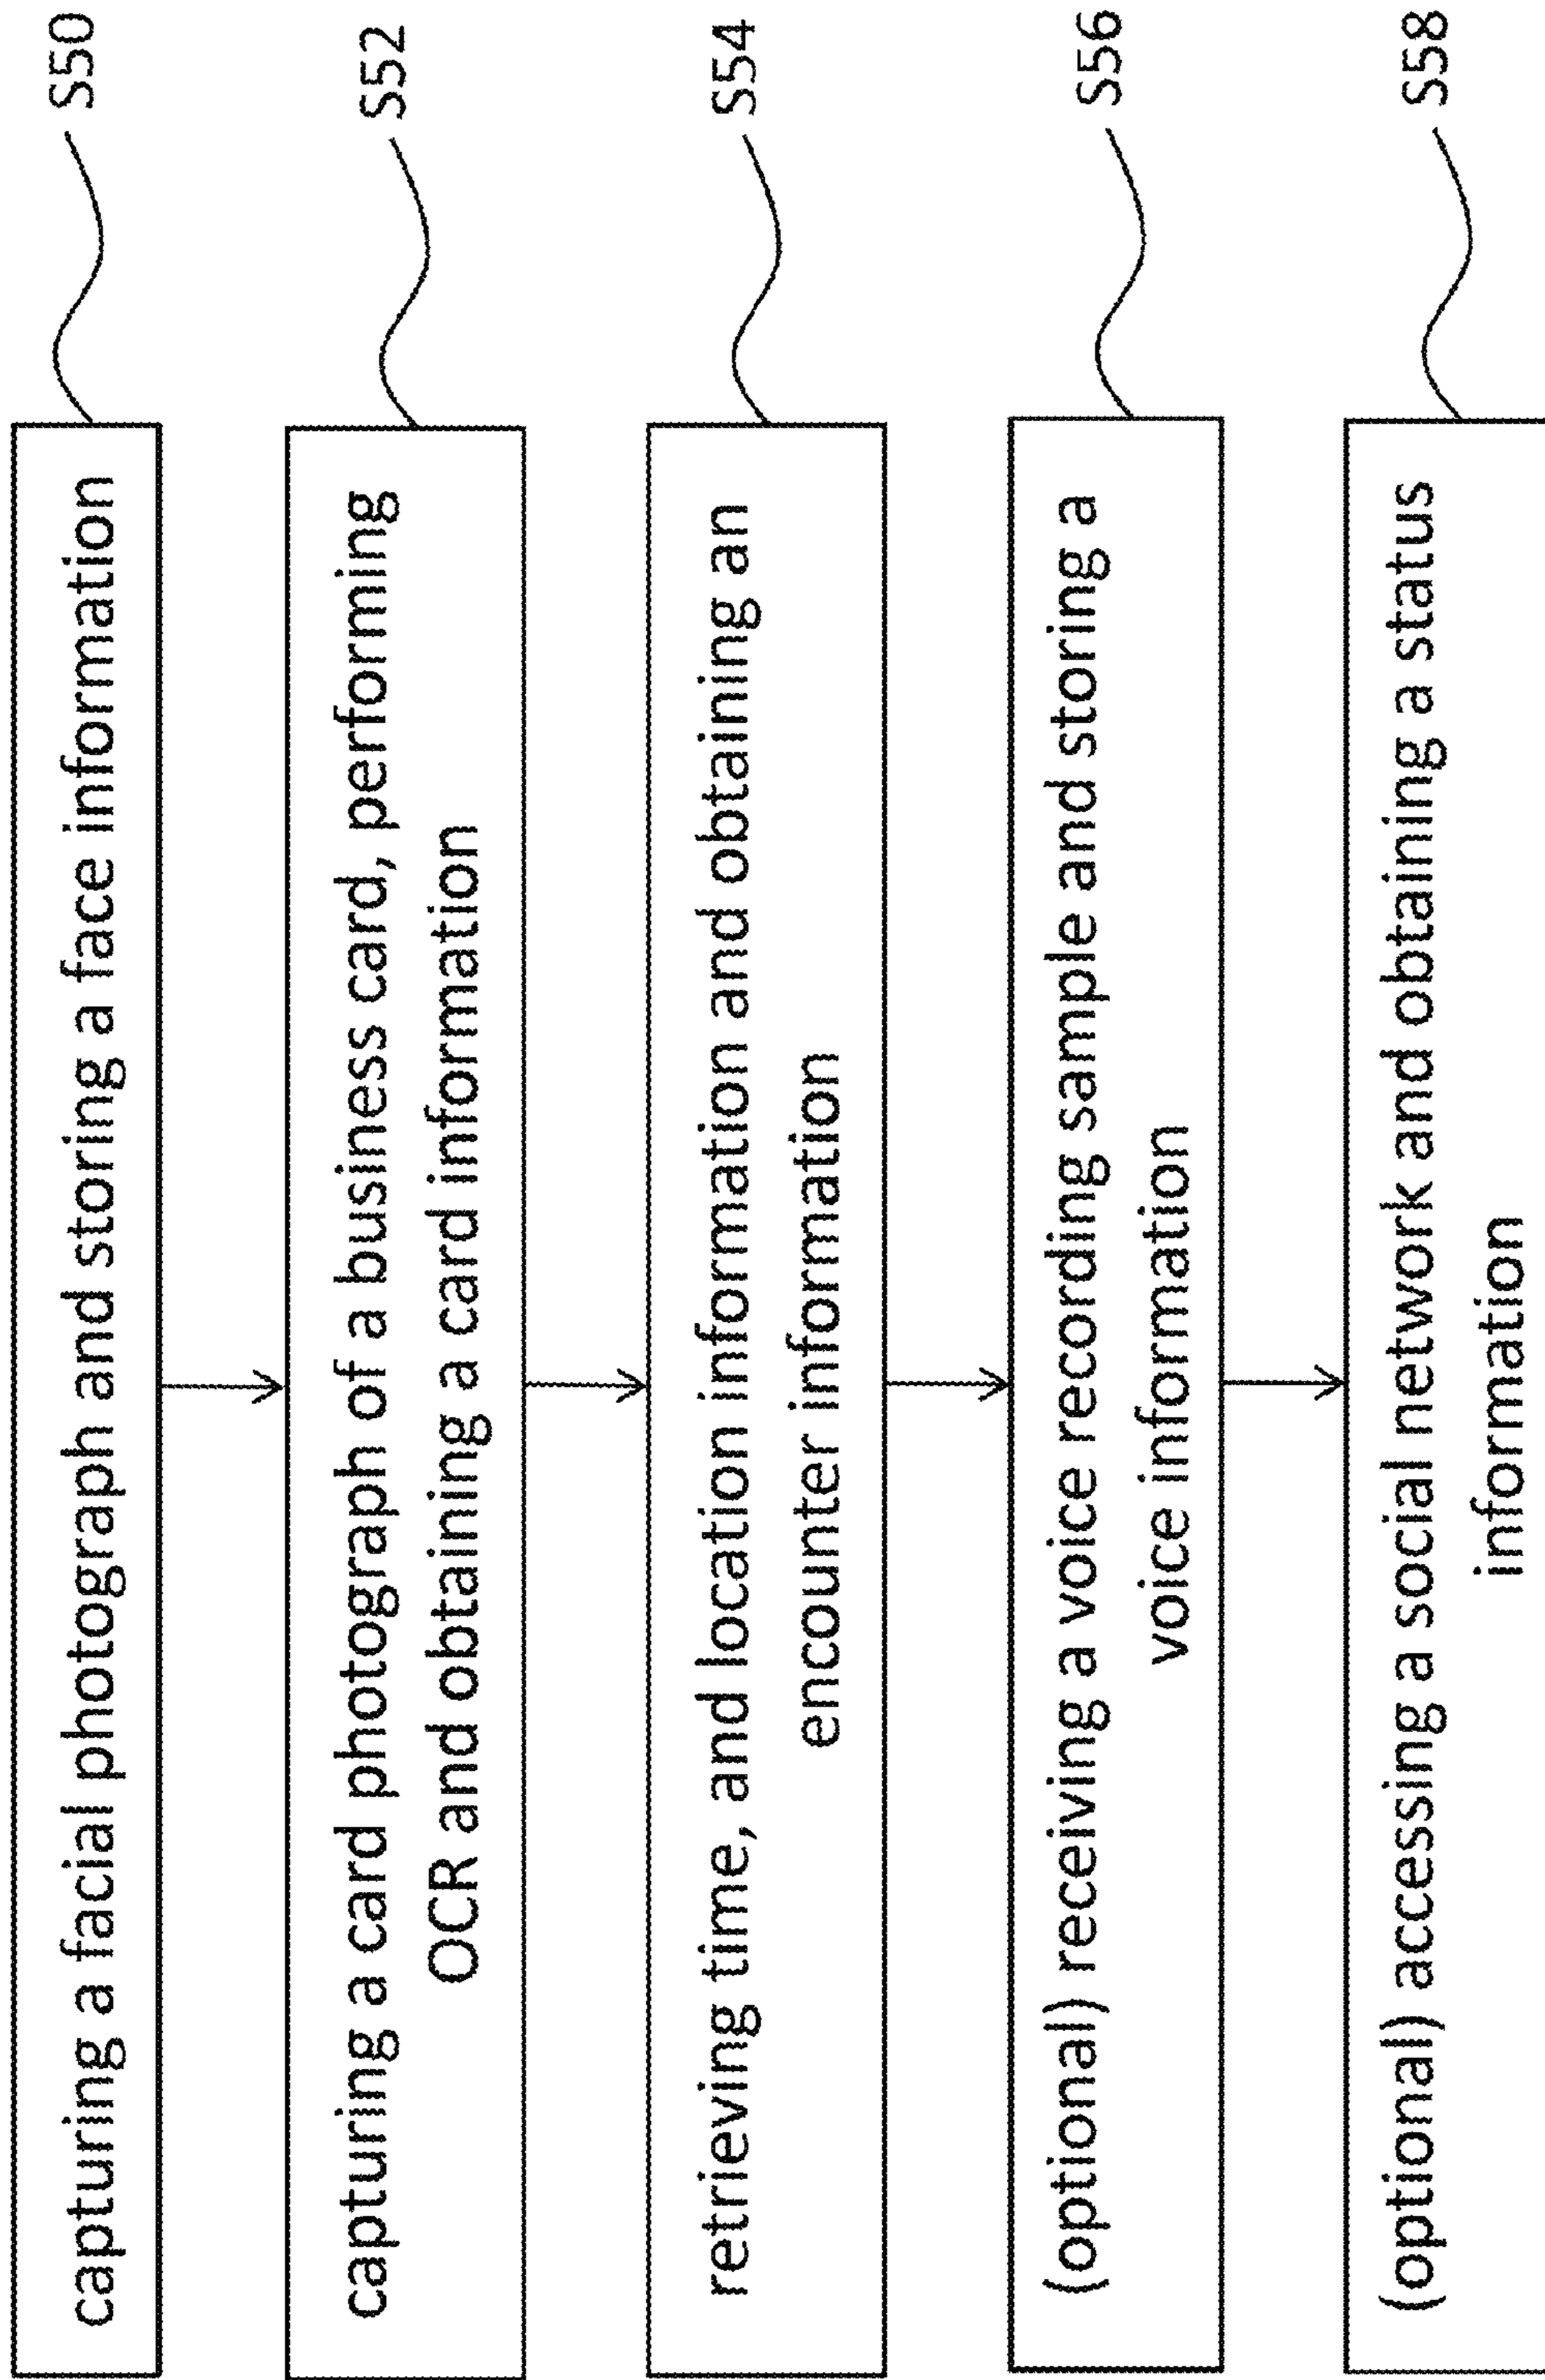 capturing a facial photograph and storing a face information
S50
capturing a card photograph of a business card, performing
OCR and obtaining a card information
S52
retrieving time, and location information and obtaining an
encounter information
S54
(optional) receiving a voice recording sample and storing a
voice information
S56
(optional) accessing a social network and obtaining a status
information
S58